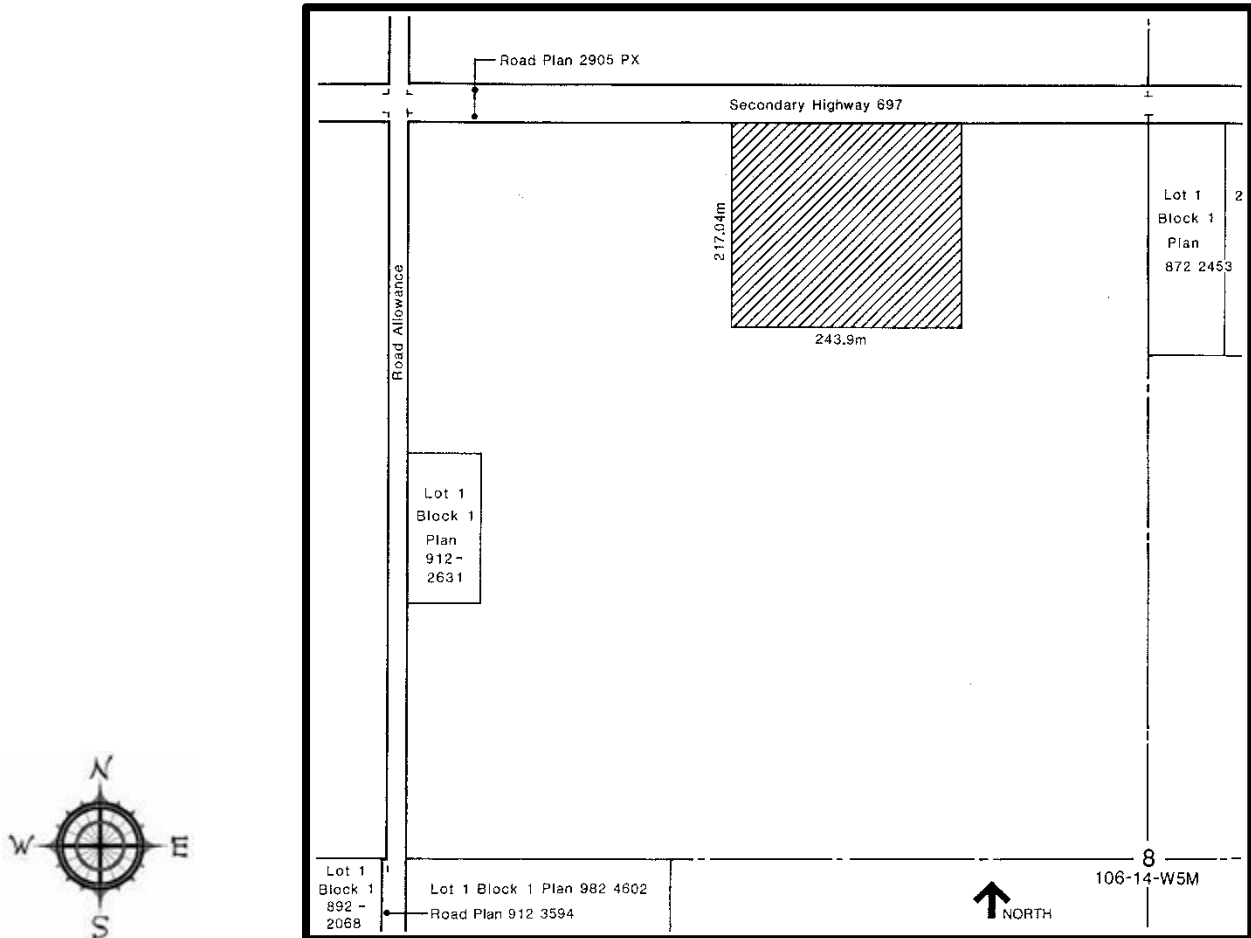 Road Plan 2905 PX
Secondary Highway 697
217.04m
243.9m
Lot 1
Block 1
Plan
872 2453
2
Road Allowance
Lot 1
Block 1
Plan
912-
2631
N
W
E
S
8
106-14-W5M
Lot 1
Block 1
892 -
2068
Lot 1 Block 1 Plan 982 4602
Road Plan 912 3594
NORTH